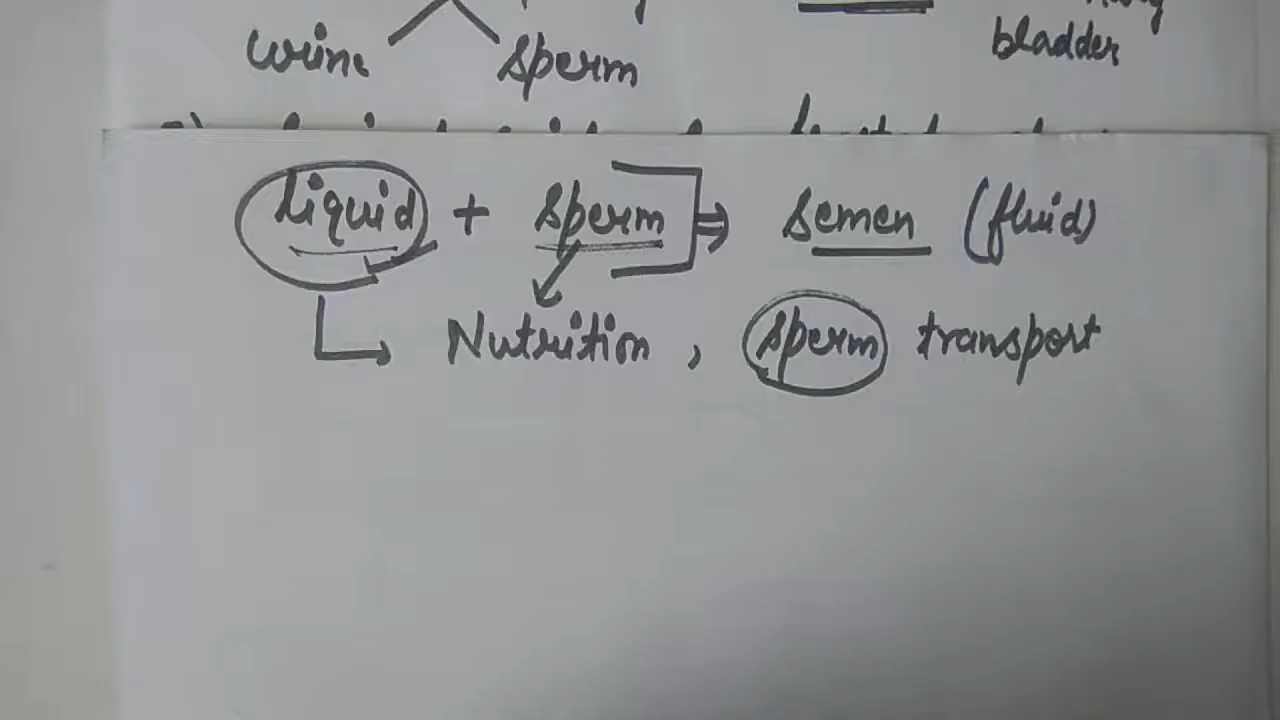 urine sperm bladder
Liquid + sperm ⇒ semen (fluid)
Nutrition, sperm transport